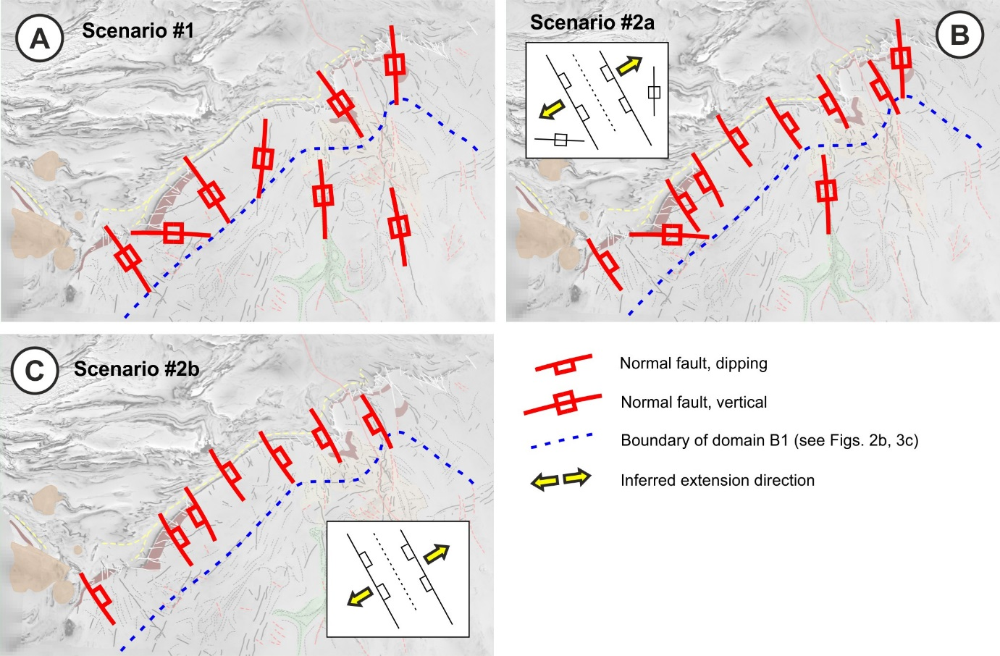 A
Scenario #1
Scenario #2a
B
C
Scenario #2b
Normal fault, dipping
Normal fault, vertical
Boundary of domain B1 (see Figs. 2b, 3c)
Inferred extension direction